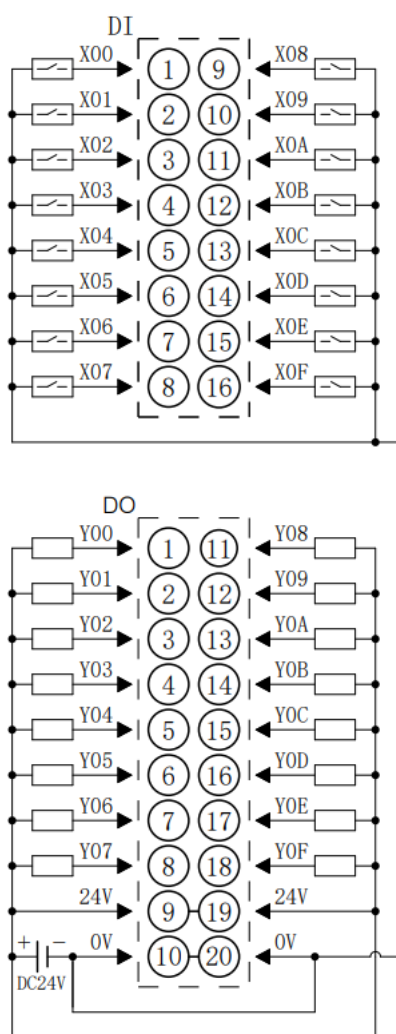 DI
X00 1 9 X08
X01 2 10 X09
X02 3 11 X0A
X03 4 12 X0B
X04 5 13 X0C
X05 6 14 X0D
X06 7 15 X0E
X07 8 16 X0F
DO
Y00 1 11 Y08
Y01 2 12 Y09
Y02 3 13 Y0A
Y03 4 14 Y0B
Y04 5 15 Y0C
Y05 6 16 Y0D
Y06 7 17 Y0E
Y07 8 18 Y0F
24V 9 19 24V
+ − 0V 10 20 0V
DC24V